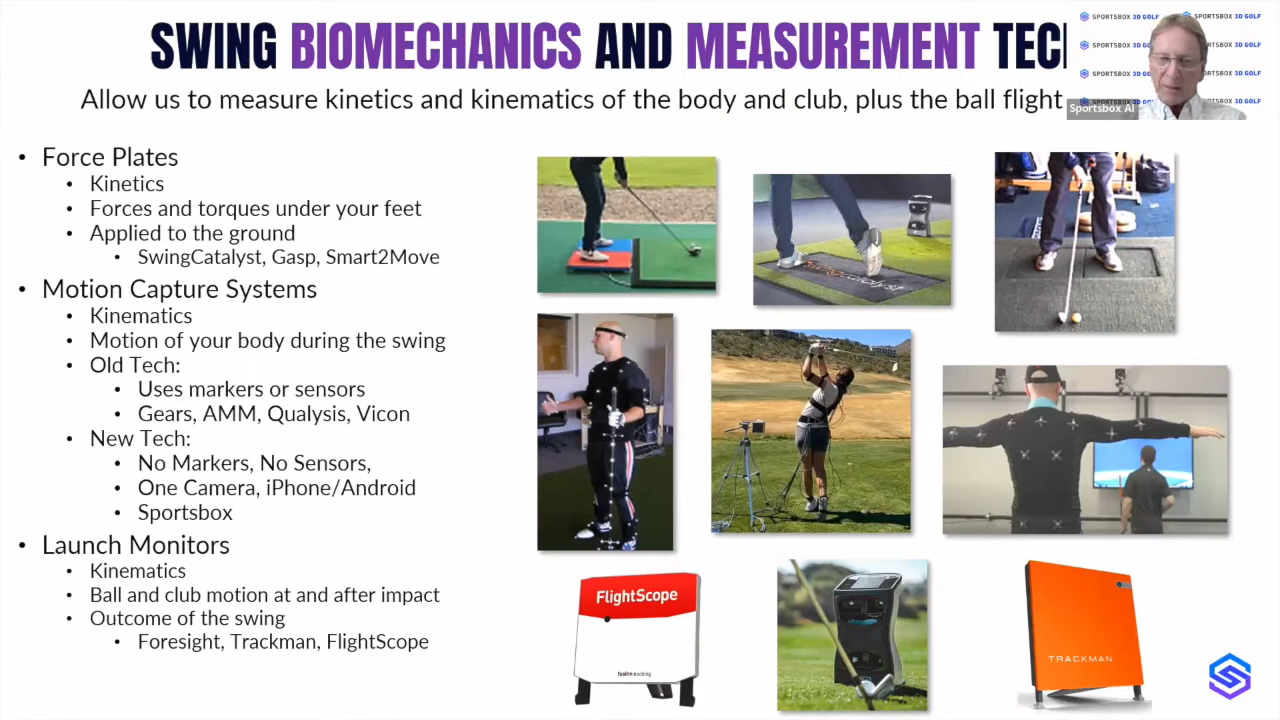 SWING BIOMECHANICS AND MEASUREMENT TECH
Allow us to measure kinetics and kinematics of the body and club, plus the ball flight
SPORTSBOX 3D GOLF
SPORTSBOX 3D GOLF
SPORTSBOX 3D GOLF
SPORTSBOX 3D GOLF
SPORTSBOX 3D GOLF
Sportsbox AI
• Force Plates
• Kinetics
• Forces and torques under your feet
• Applied to the ground
• SwingCatalyst, Gasp, Smart2Move
• Motion Capture Systems
• Kinematics
• Motion of your body during the swing
• Old Tech:
• Uses markers or sensors
• Gears, AMM, Qualysis, Vicon
• New Tech:
• No Markers, No Sensors,
• One Camera, iPhone/Android
• Sportsbox
• Launch Monitors
• Kinematics
• Ball and club motion at and after impact
• Outcome of the swing
• Foresight, Trackman, FlightScope
FlightScope
TRACKMAN